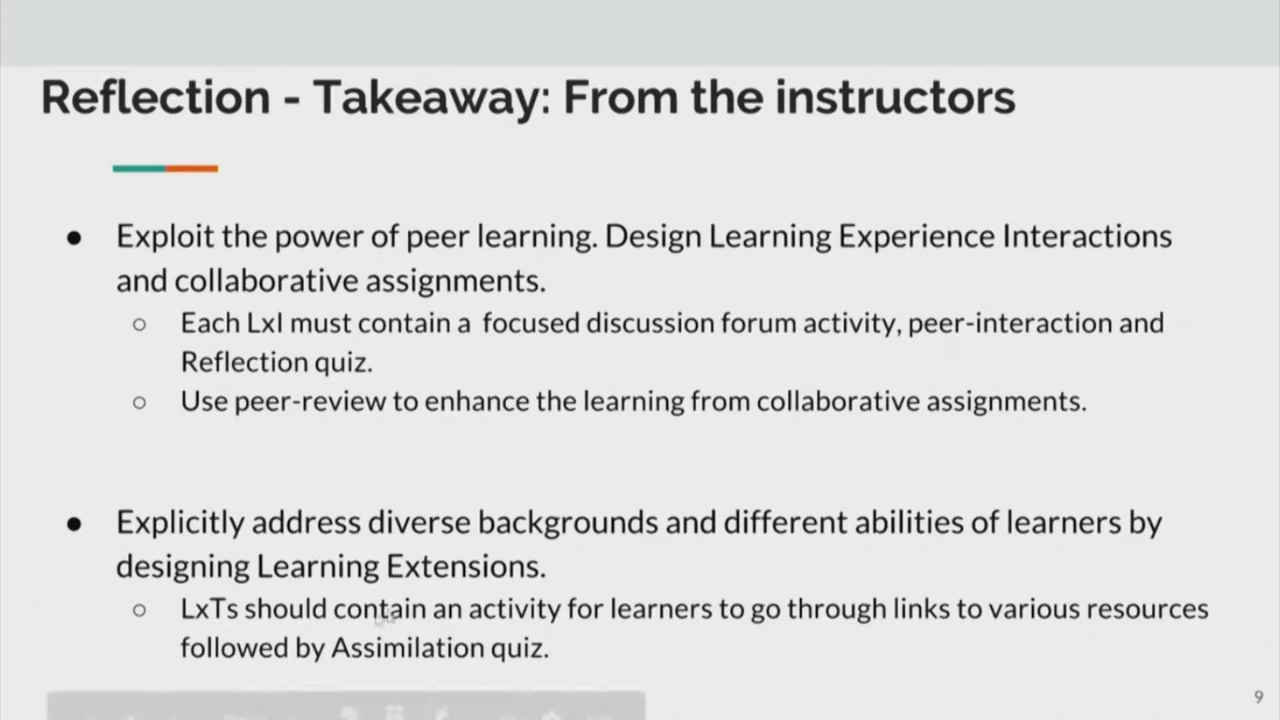 Reflection - Takeaway: From the instructors
● Exploit the power of peer learning. Design Learning Experience Interactions
and collaborative assignments.
○ Each LxI must contain a focused discussion forum activity, peer-interaction and
Reflection quiz.
○ Use peer-review to enhance the learning from collaborative assignments.
● Explicitly address diverse backgrounds and different abilities of learners by
designing Learning Extensions.
○ LxTs should contain an activity for learners to go through links to various resources
followed by Assimilation quiz.
9